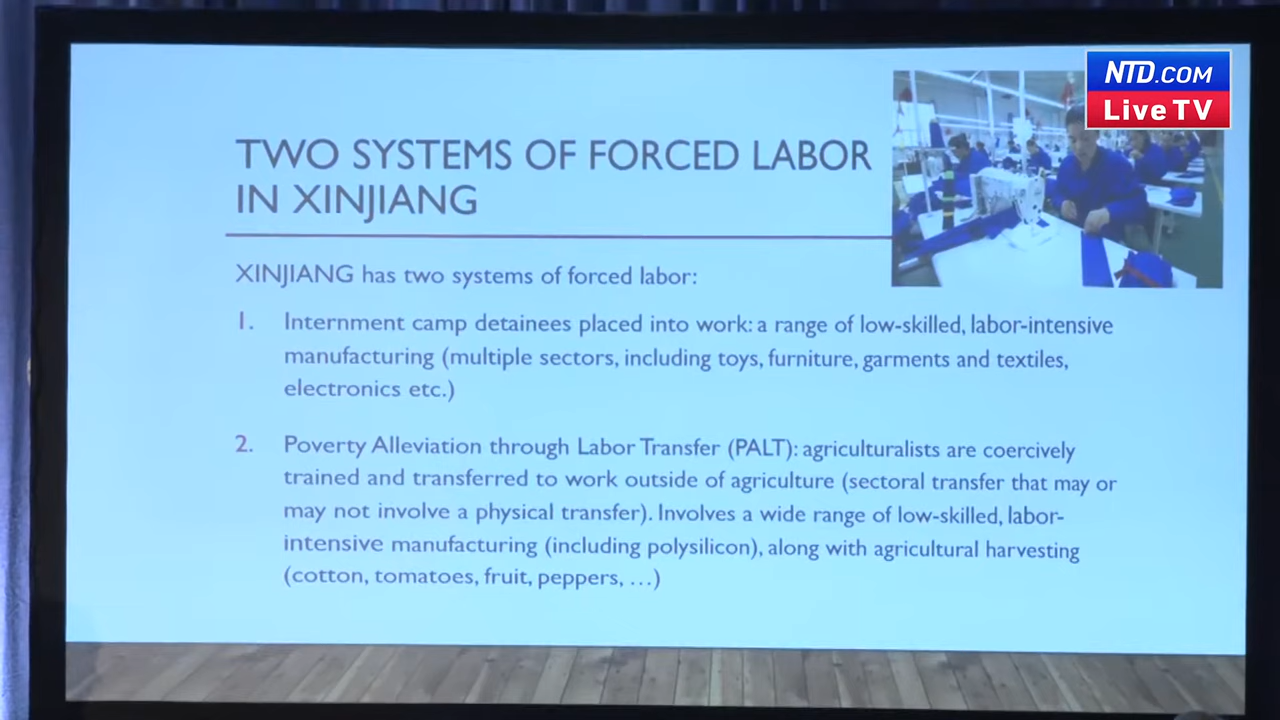 NTD.COM
Live TV
TWO SYSTEMS OF FORCED LABOR
IN XINJIANG
XINJIANG has two systems of forced labor:
1. Internment camp detainees placed into work: a range of low-skilled, labor-intensive
manufacturing (multiple sectors, including toys, furniture, garments and textiles,
electronics etc.)
2. Poverty Alleviation through Labor Transfer (PALT): agriculturalists are coercively
trained and transferred to work outside of agriculture (sectoral transfer that may or
may not involve a physical transfer). Involves a wide range of low-skilled, labor-
intensive manufacturing (including polysilicon), along with agricultural harvesting
(cotton, tomatoes, fruit, peppers, …)